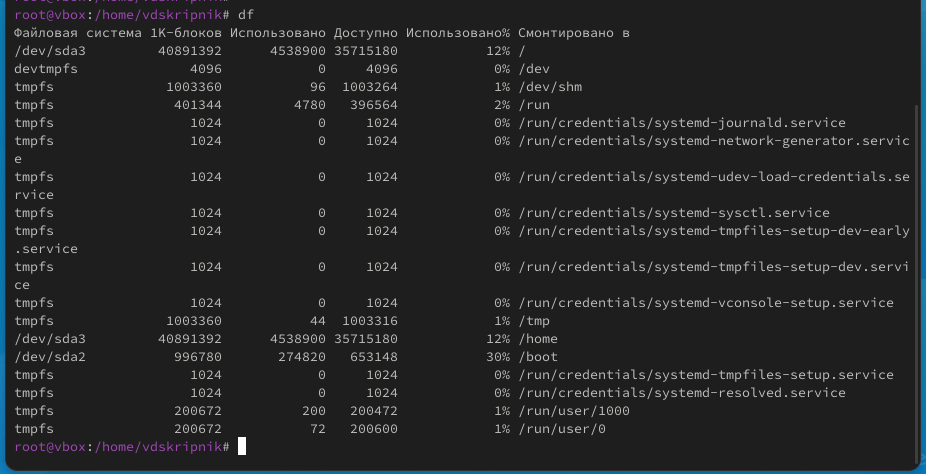 root@vbox:/home/vdskripnik# df
Файловая система 1K-блоков Использовано Доступно Использовано% Смонтировано в
/dev/sda3         40891392      4538900 35715180           12% /
devtmpfs              4096            0     4096            0% /dev
tmpfs              1003360           96  1003264            1% /dev/shm
tmpfs               401344         4780   396564            2% /run
tmpfs                 1024            0     1024            0% /run/credentials/systemd-journald.service
tmpfs                 1024            0     1024            0% /run/credentials/systemd-network-generator.servic
e
tmpfs                 1024            0     1024            0% /run/credentials/systemd-udev-load-credentials.se
rvice
tmpfs                 1024            0     1024            0% /run/credentials/systemd-sysctl.service
tmpfs                 1024            0     1024            0% /run/credentials/systemd-tmpfiles-setup-dev-early
.service
tmpfs                 1024            0     1024            0% /run/credentials/systemd-tmpfiles-setup-dev.servi
ce
tmpfs                 1024            0     1024            0% /run/credentials/systemd-vconsole-setup.service
tmpfs              1003360           44  1003316            1% /tmp
/dev/sda3         40891392      4538900 35715180           12% /home
/dev/sda2           996780       274820   653148           30% /boot
tmpfs                 1024            0     1024            0% /run/credentials/systemd-tmpfiles-setup.service
tmpfs                 1024            0     1024            0% /run/credentials/systemd-resolved.service
tmpfs               200672          200   200472            1% /run/user/1000
tmpfs               200672           72   200600            1% /run/user/0
root@vbox:/home/vdskripnik#